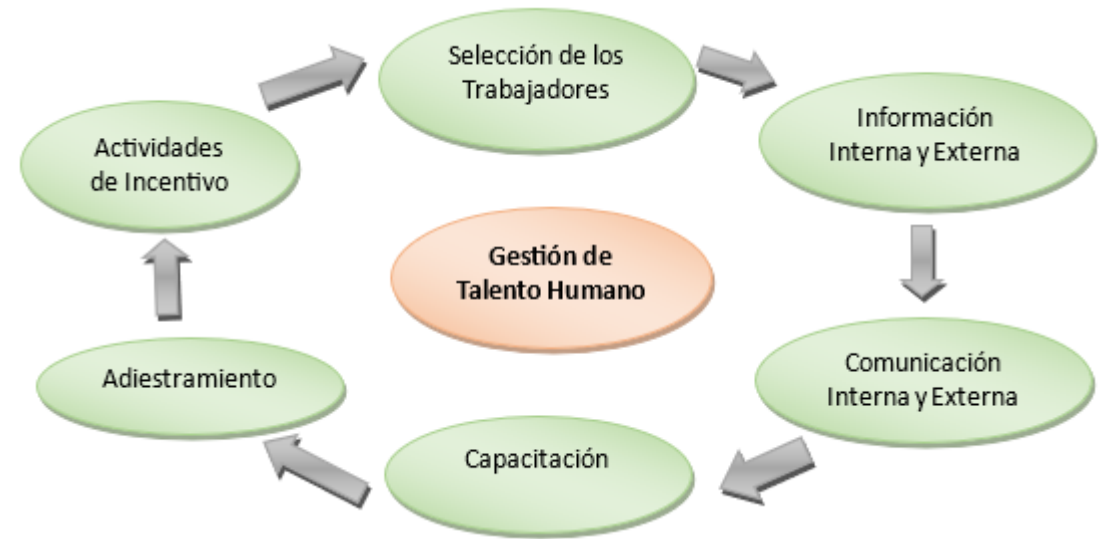 Selección de los
Trabajadores
Información
Interna y Externa
Comunicación
Interna y Externa
Capacitación
Adiestramiento
Actividades
de Incentivo
Gestión de
Talento Humano